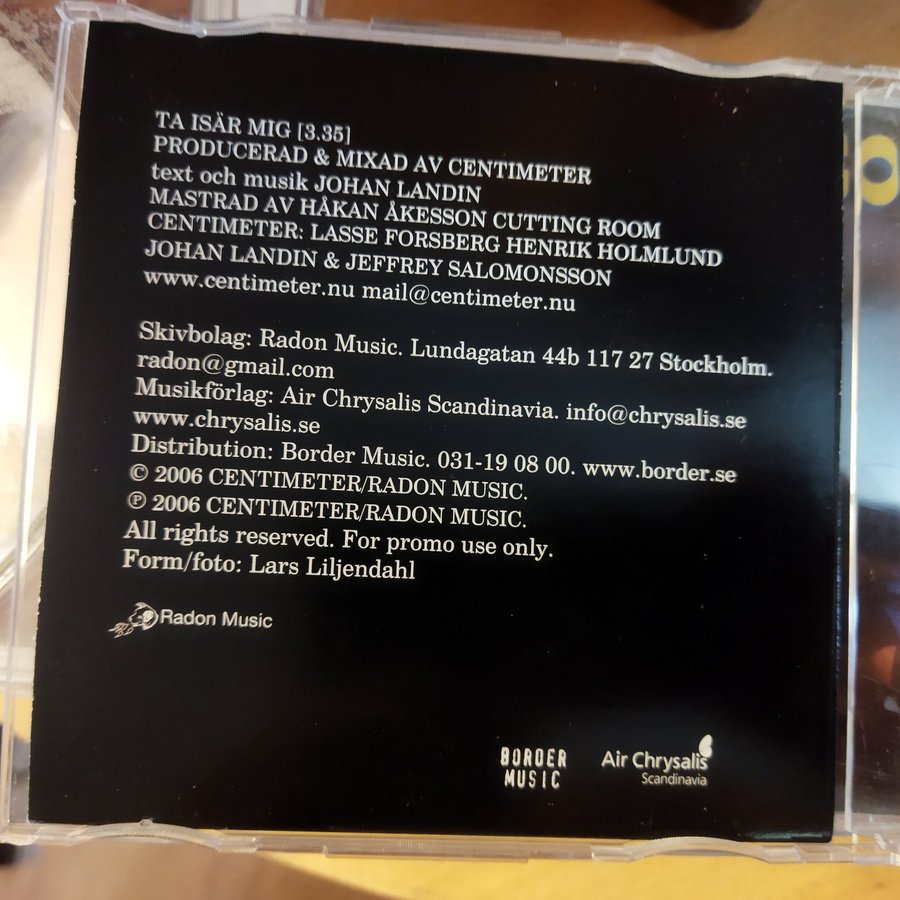 TA ISÄR MIG [3.35]
PRODUCERAD & MIXAD AV CENTIMETER
text och musik JOHAN LANDIN
MASTRAD AV HÅKAN ÅKESSON CUTTING ROOM
CENTIMETER: LASSE FORSBERG HENRIK HOLMLUND
JOHAN LANDIN & JEFFREY SALOMONSSON
www.centimeter.nu mail@centimeter.nu
Skivbolag: Radon Music. Lundagatan 44b 117 27 Stockholm.
radon@gmail.com
Musikförlag: Air Chrysalis Scandinavia. info@chrysalis.se
www.chrysalis.se
Distribution: Border Music. 031-19 08 00. www.border.se
© 2006 CENTIMETER/RADON MUSIC.
℗ 2006 CENTIMETER/RADON MUSIC.
All rights reserved. For promo use only.
Form/foto: Lars Liljendahl
Radon Music
BORDER
MUSIC
Air Chrysalis
Scandinavia